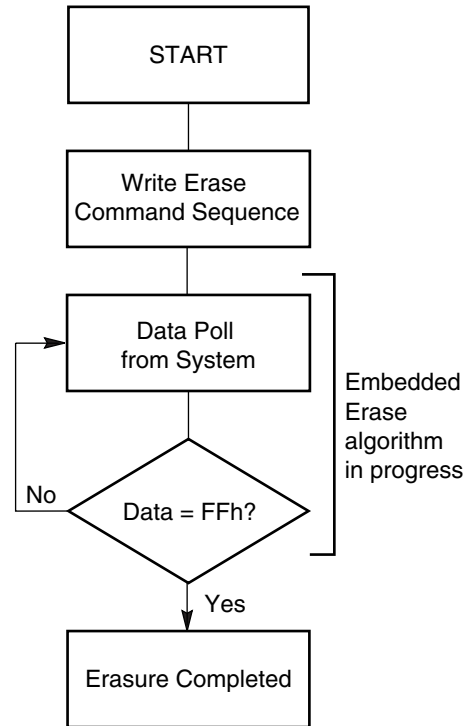 START
Write Erase
Command Sequence
Data Poll
from System
Embedded
Erase
algorithm
in progress
No
Data = FFh?
Yes
Erasure Completed